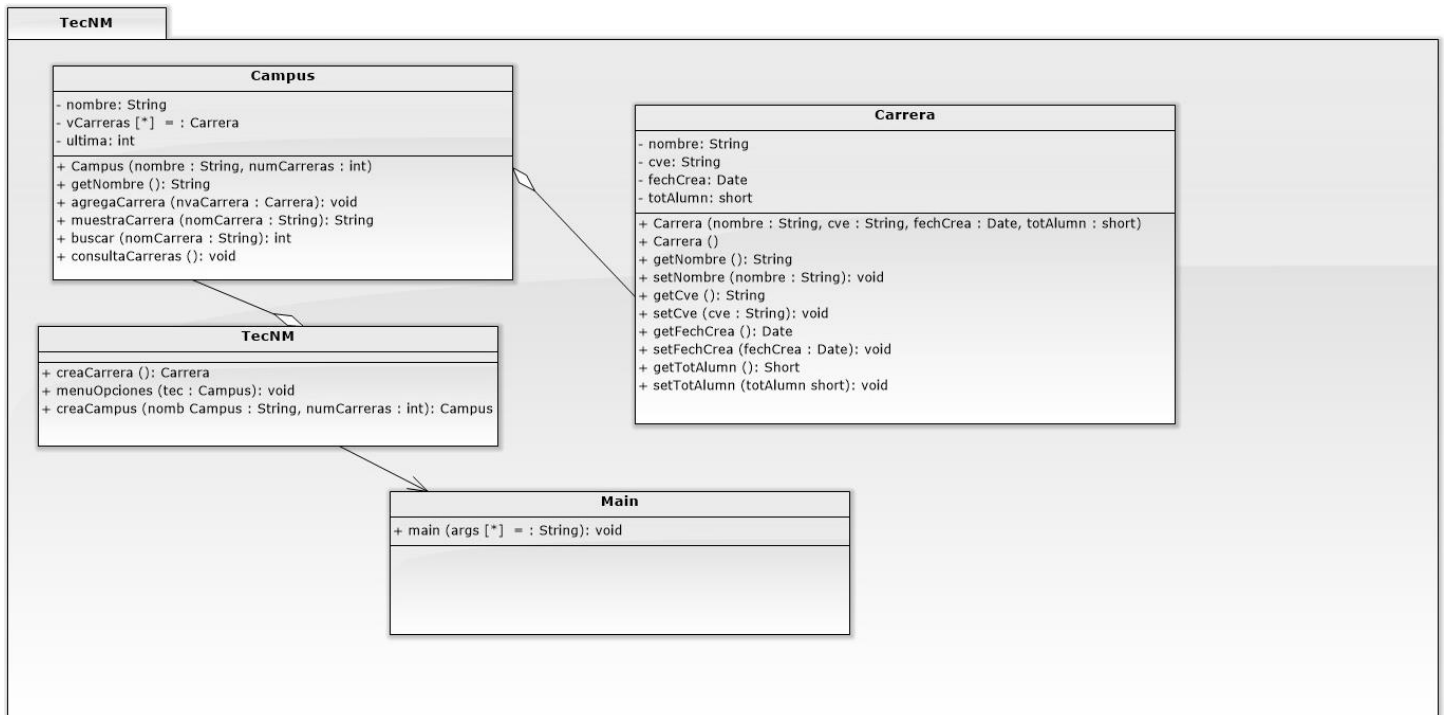 TecNM
Campus
- nombre: String
- vCarreras [*] = : Carrera
- ultima: int
+ Campus (nombre : String, numCarreras : int)
+ getNombre (): String
+ agregaCarrera (nvaCarrera : Carrera): void
+ muestraCarrera (nomCarrera : String): String
+ buscar (nomCarrera : String): int
+ consultaCarreras (): void
Carrera
- nombre: String
- cve: String
- fechCrea: Date
- totAlumn: short
+ Carrera (nombre : String, cve : String, fechCrea : Date, totAlumn : short)
+ Carrera ()
+ getNombre (): String
+ setNombre (nombre : String): void
+ getCve (): String
+ setCve (cve : String): void
+ getFechCrea (): Date
+ setFechCrea (fechCrea : Date): void
+ getTotAlumn (): Short
+ setTotAlumn (totAlumn short): void
TecNM
+ creaCarrera (): Carrera
+ menuOpciones (tec : Campus): void
+ creaCampus (nomb Campus : String, numCarreras : int): Campus
Main
+ main (args [*] = : String): void